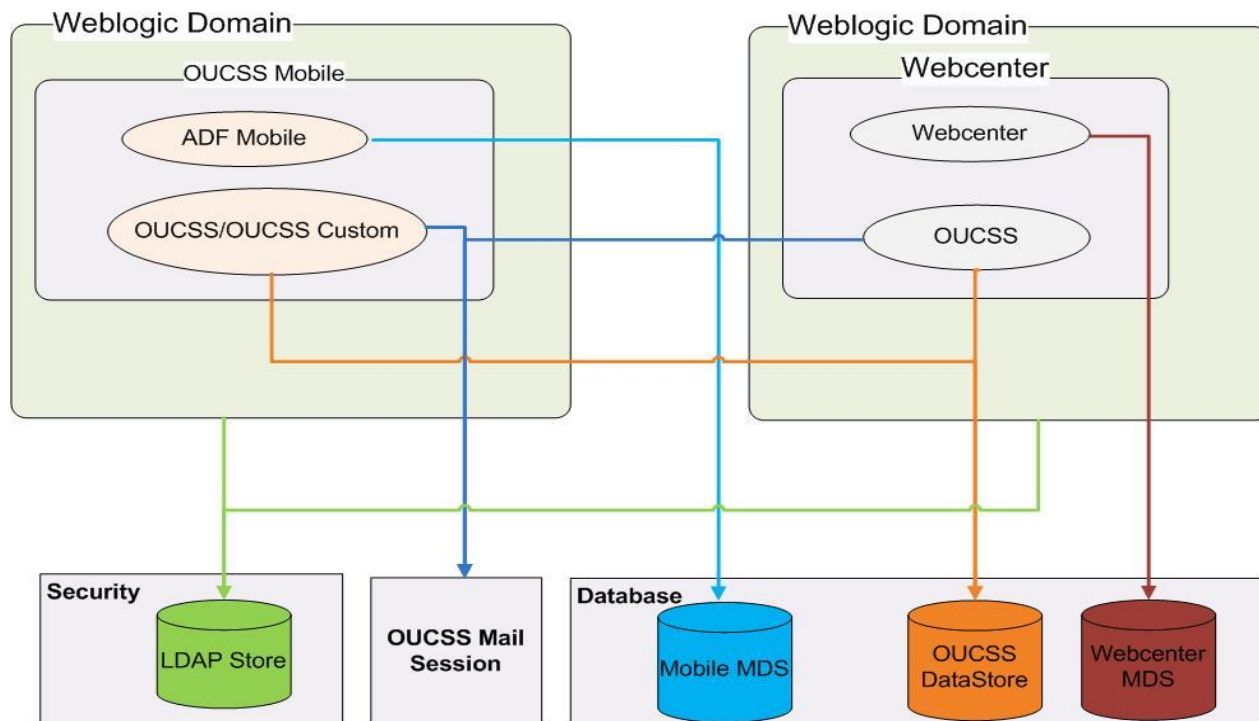 Weblogic Domain
Weblogic Domain
OUCSS Mobile
Webcenter
ADF Mobile
Webcenter
OUCSS/OUCSS Custom
OUCSS
Security
OUCSS Mail
Session
Database
LDAP Store
Mobile MDS
OUCSS
DataStore
Webcenter
MDS